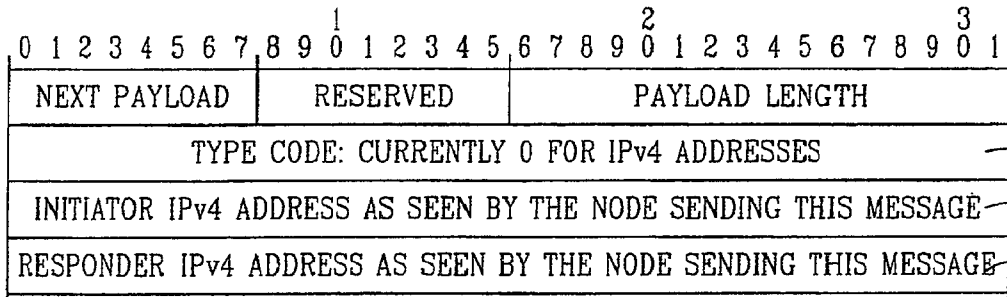 1 2 3
0 1 2 3 4 5 6 7 8 9 0 1 2 3 4 5 6 7 8 9 0 1 2 3 4 5 6 7 8 9 0 1
NEXT PAYLOAD RESERVED PAYLOAD LENGTH
TYPE CODE: CURRENTLY 0 FOR IPv4 ADDRESSES
INITIATOR IPv4 ADDRESS AS SEEN BY THE NODE SENDING THIS MESSAGE
RESPONDER IPv4 ADDRESS AS SEEN BY THE NODE SENDING THIS MESSAGE